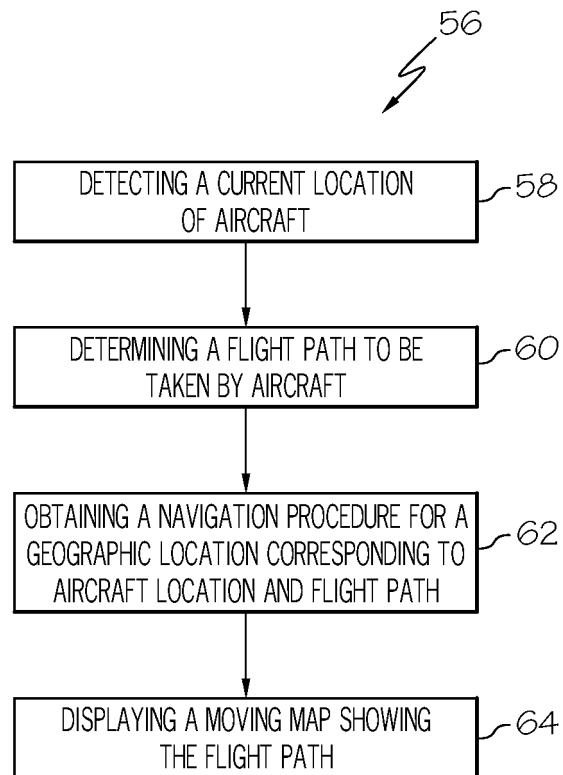 56
DETECTING A CURRENT LOCATION
OF AIRCRAFT
58
DETERMINING A FLIGHT PATH TO BE
TAKEN BY AIRCRAFT
60
OBTAINING A NAVIGATION PROCEDURE FOR A
GEOGRAPHIC LOCATION CORRESPONDING TO
AIRCRAFT LOCATION AND FLIGHT PATH
62
DISPLAYING A MOVING MAP SHOWING
THE FLIGHT PATH
64